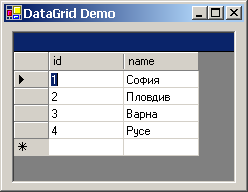 DataGrid Demo
id name
1 София
2 Пловдив
3 Варна
4 Русе